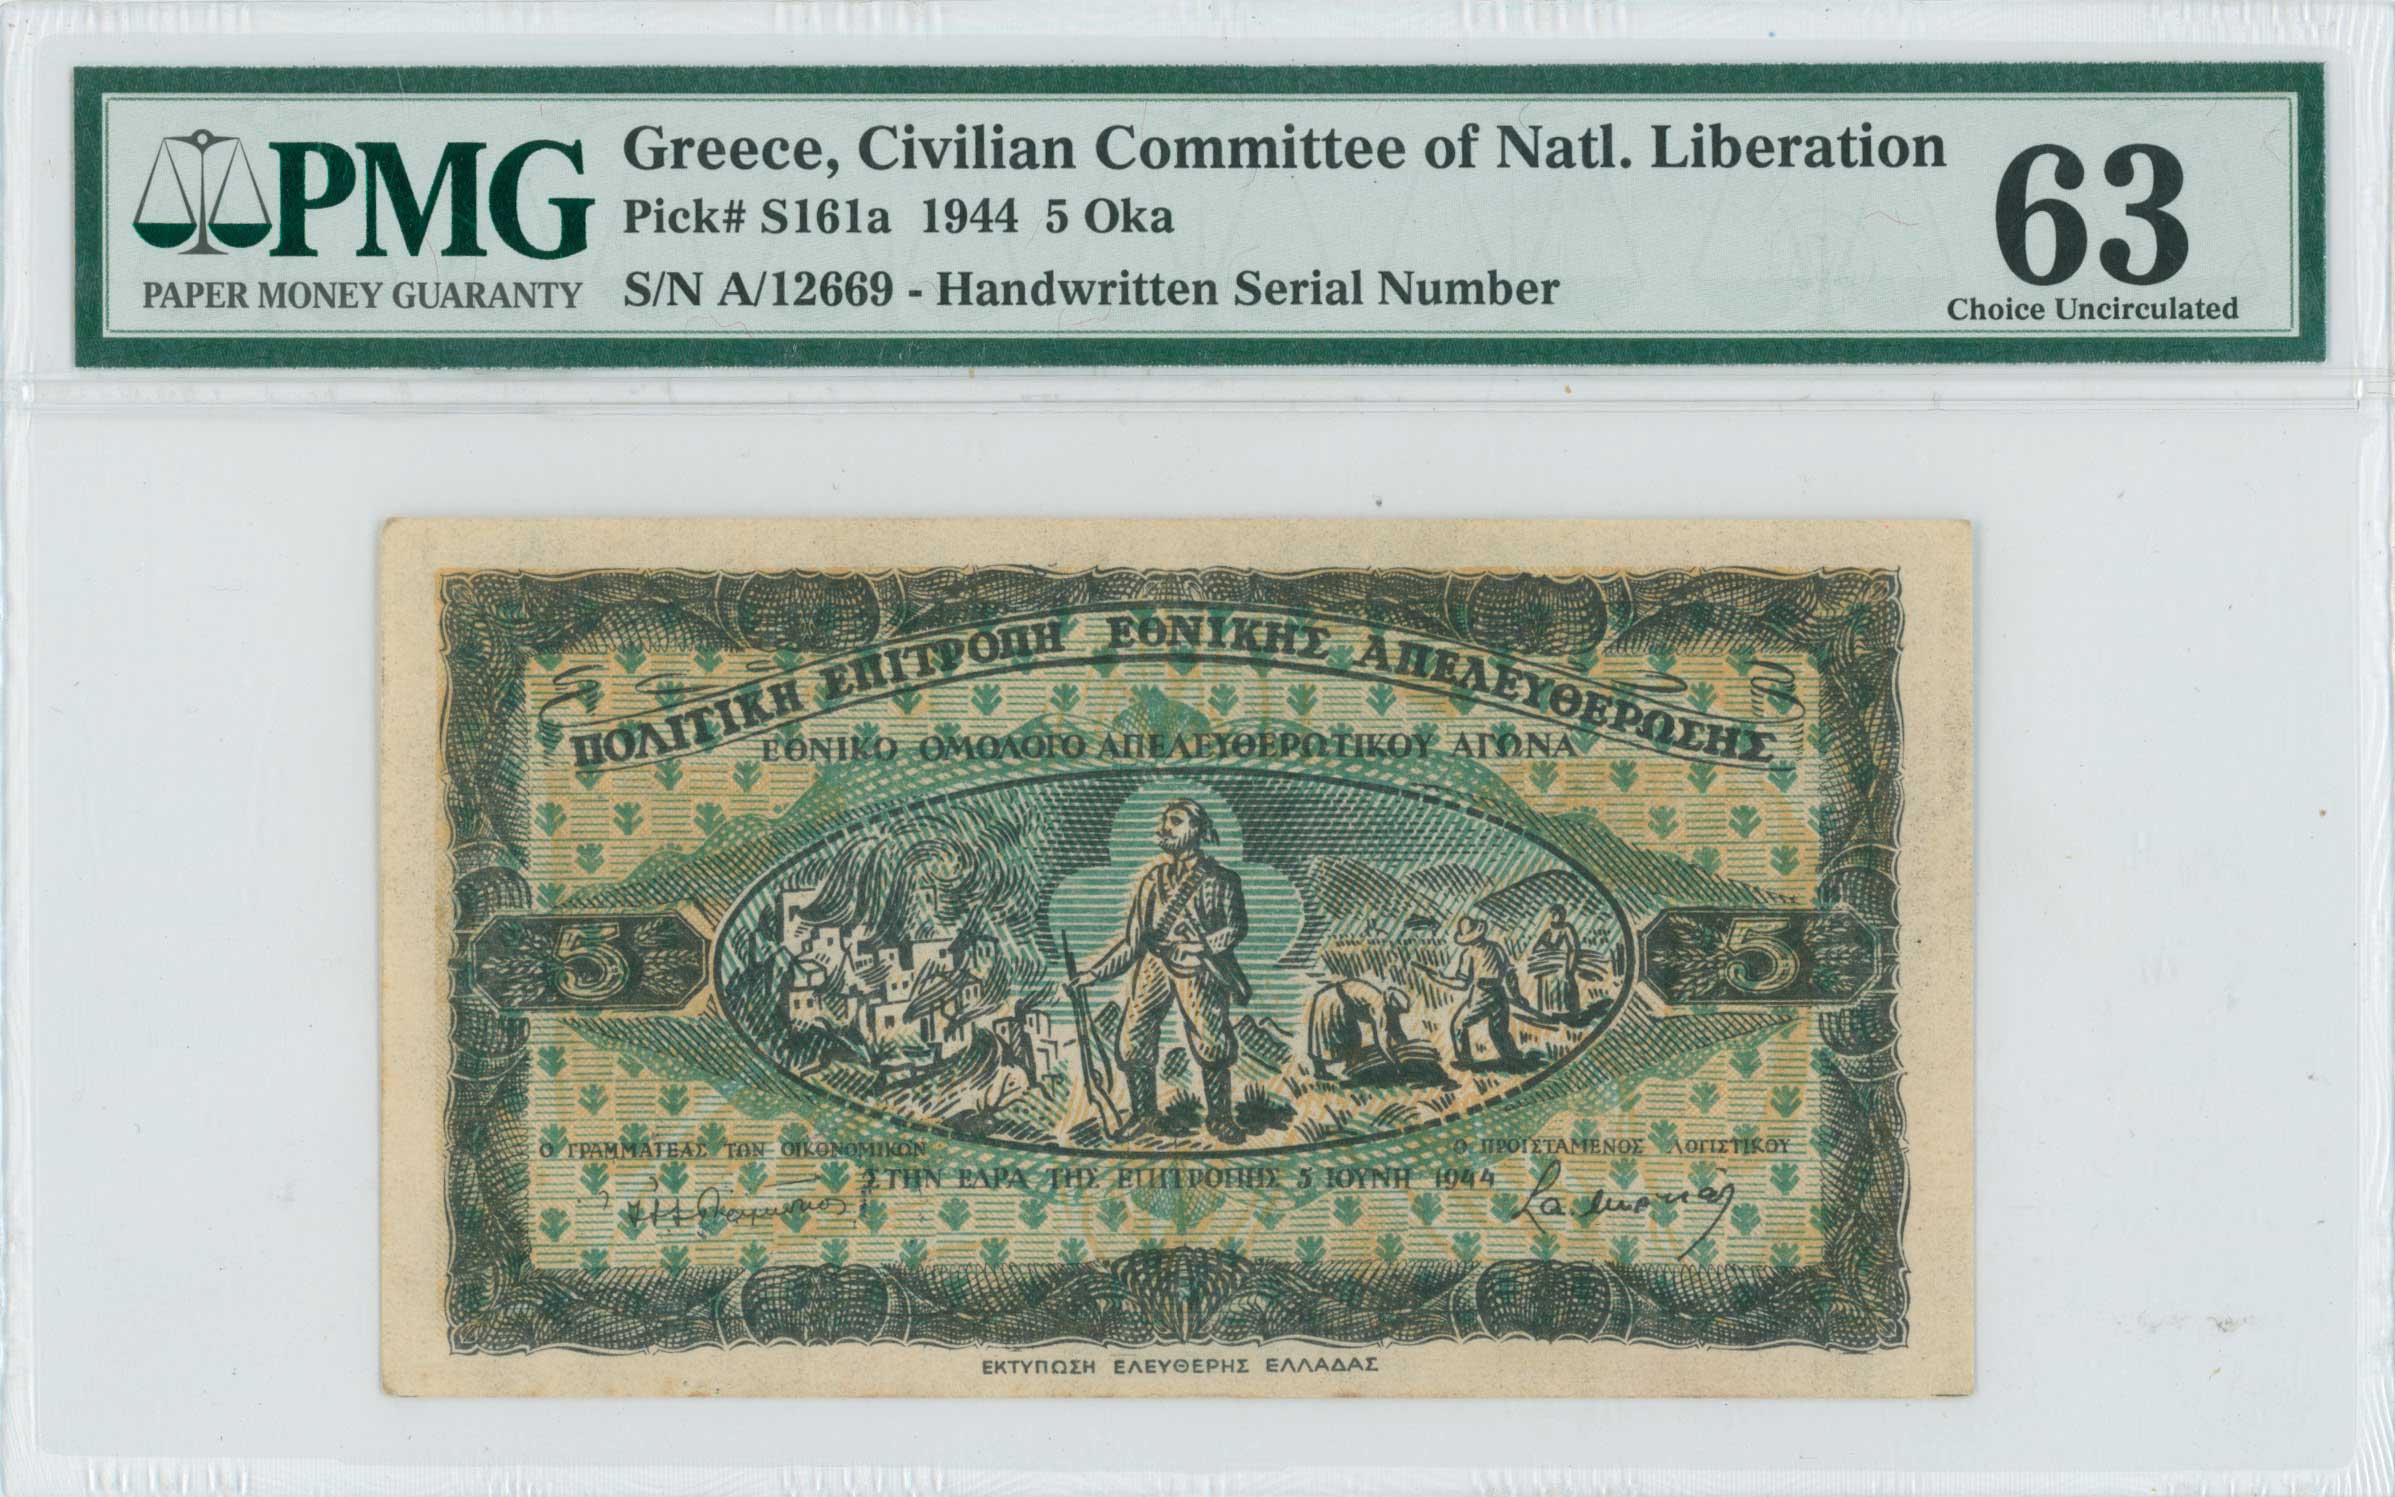 PMG
PAPER MONEY GUARANTY
Greece, Civilian Committee of Natl. Liberation
Pick# S161a 1944 5 Oka
S/N A/12669 - Handwritten Serial Number
63
Choice Uncirculated
ΠΟΛΙΤΙΚΗ ΕΠΙΤΡΟΠΗ ΕΘΝΙΚΗΣ ΑΠΕΛΕΥΘΕΡΩΣΗΣ
ΕΘΝΙΚΟ ΟΜΟΛΟΓΟ ΑΠΕΛΕΥΘΕΡΩΤΙΚΟΥ ΑΓΩΝΑ
5
5
Ο ΓΡΑΜΜΑΤΕΑΣ ΤΩΝ ΟΙΚΟΝΟΜΙΚΩΝ
Ο ΠΡΟΙΣΤΑΜΕΝΟΣ ΛΟΓΙΣΤΙΚΟΥ
ΣΤΗΝ ΕΔΡΑ ΤΗΣ ΕΠΙΤΡΟΠΗΣ 5 ΙΟΥΝΗ 1944
ΕΚΤΥΠΩΣΗ ΕΛΕΥΘΕΡΗΣ ΕΛΛΑΔΑΣ